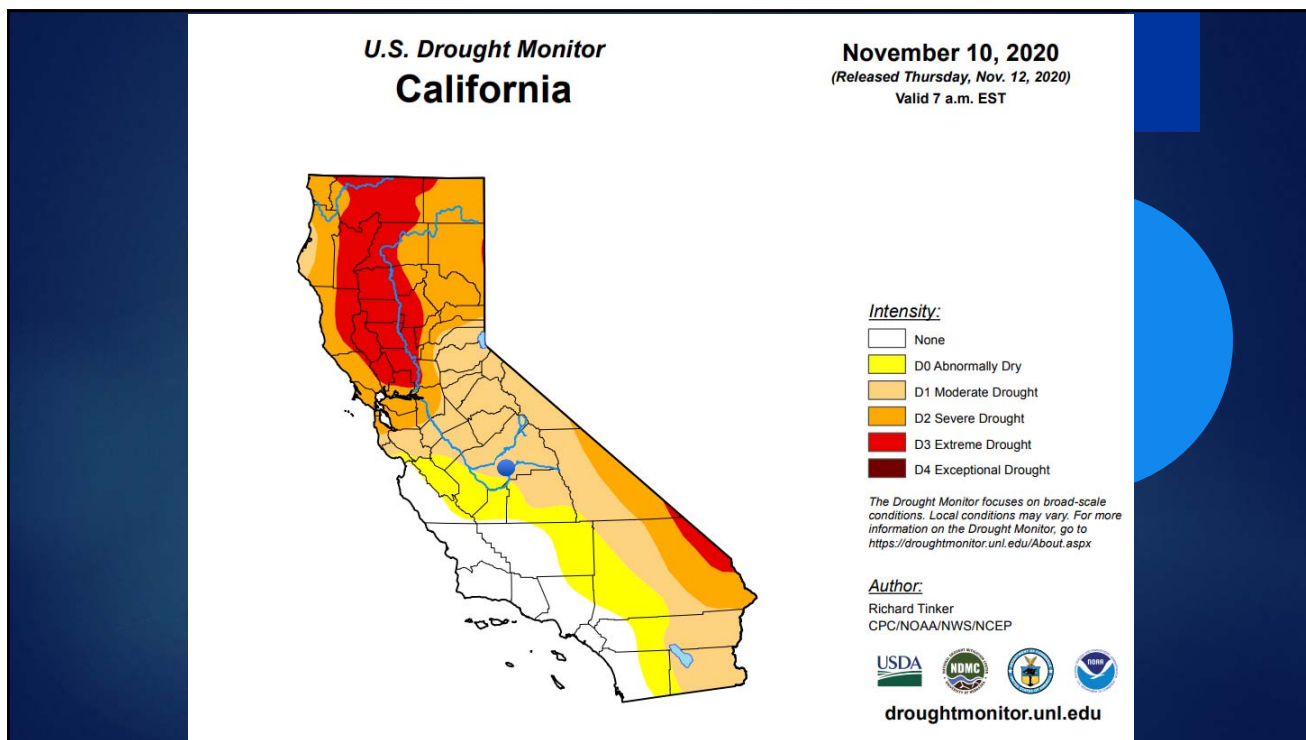 U.S. Drought Monitor
California
November 10, 2020
(Released Thursday, Nov. 12, 2020)
Valid 7 a.m. EST
Intensity:
None
D0 Abnormally Dry
D1 Moderate Drought
D2 Severe Drought
D3 Extreme Drought
D4 Exceptional Drought
The Drought Monitor focuses on broad-scale
conditions. Local conditions may vary. For more
information on the Drought Monitor, go to
https://droughtmonitor.unl.edu/About.aspx
Author:
Richard Tinker
CPC/NOAA/NWS/NCEP
USDA
NDMC
NOAA
droughtmonitor.unl.edu